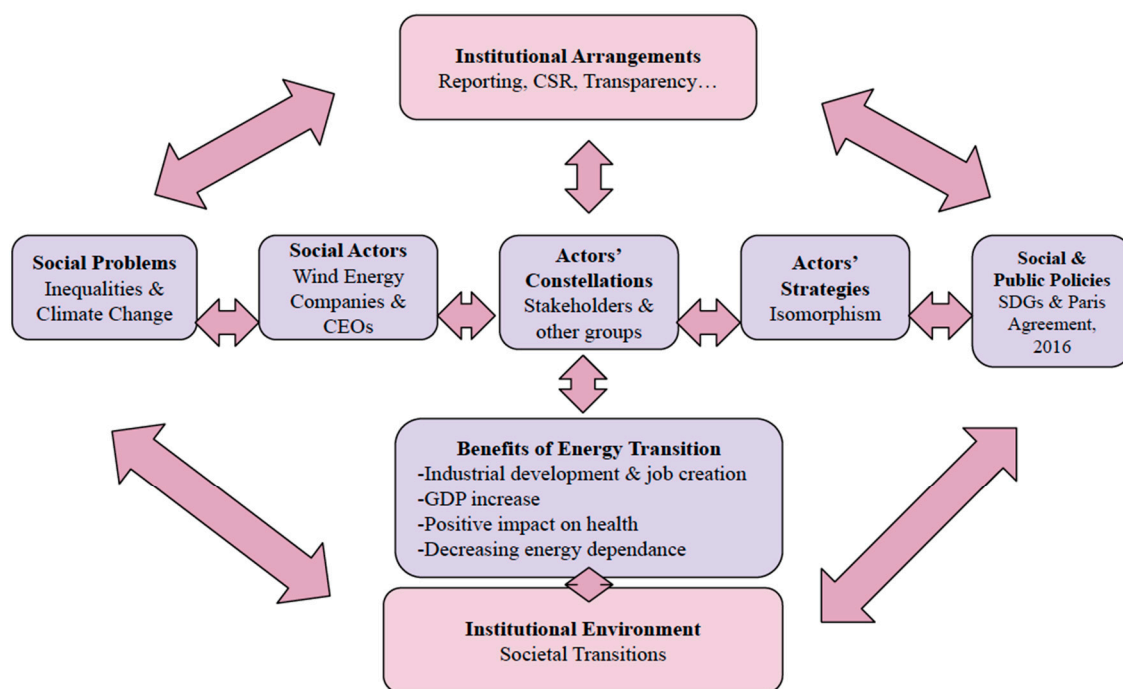 Institutional Arrangements
Reporting, CSR, Transparency…
Social Problems
Inequalities &
Climate Change
Social Actors
Wind Energy
Companies &
CEOs
Actors’
Constellations
Stakeholders &
other groups
Actors’
Strategies
Isomorphism
Social &
Public Policies
SDGs & Paris
Agreement,
2016
Benefits of Energy Transition
-Industrial development & job creation
-GDP increase
-Positive impact on health
-Decreasing energy dependance
Institutional Environment
Societal Transitions